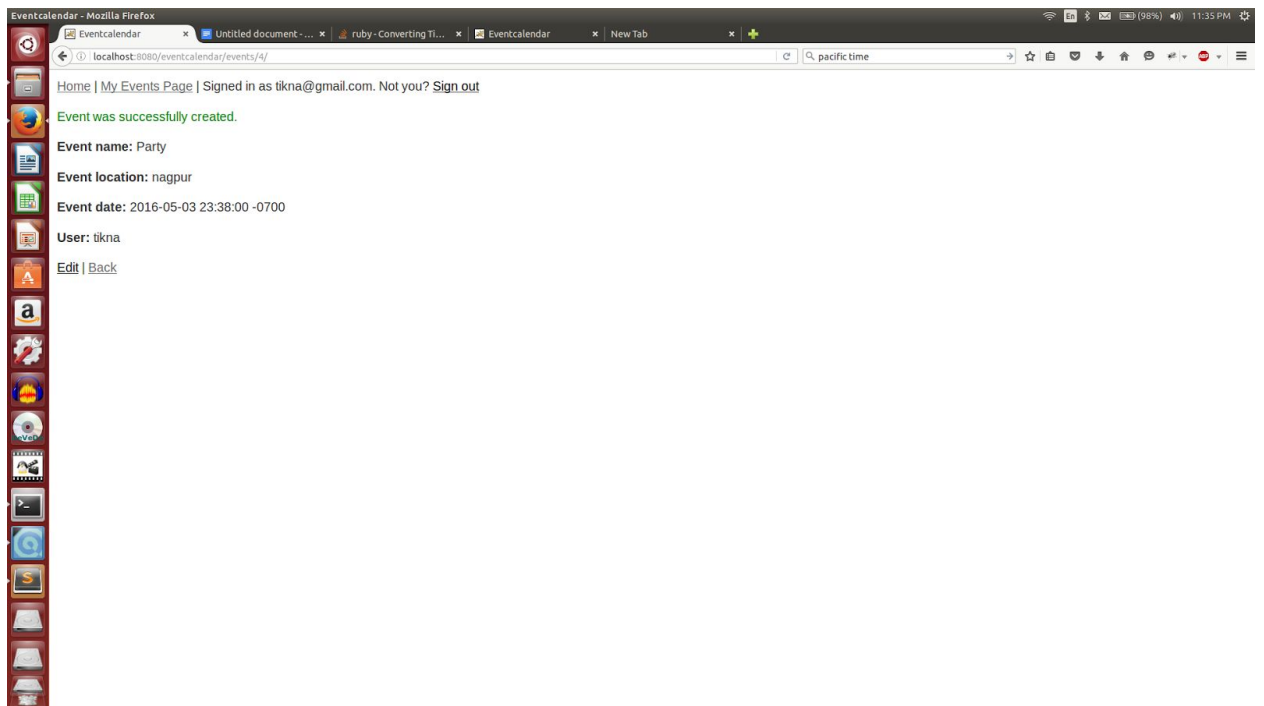 Eventcalendar - Mozilla Firefox
En (98%) 11:35 PM
Eventcalendar × Untitled document - ... × ruby - Converting Ti... × Eventcalendar × New Tab ×
localhost:8080/eventcalendar/events/4/ pacific time
Home | My Events Page | Signed in as tikna@gmail.com. Not you? Sign out
Event was successfully created.
Event name: Party
Event location: nagpur
Event date: 2016-05-03 23:38:00 -0700
User: tikna
Edit | Back